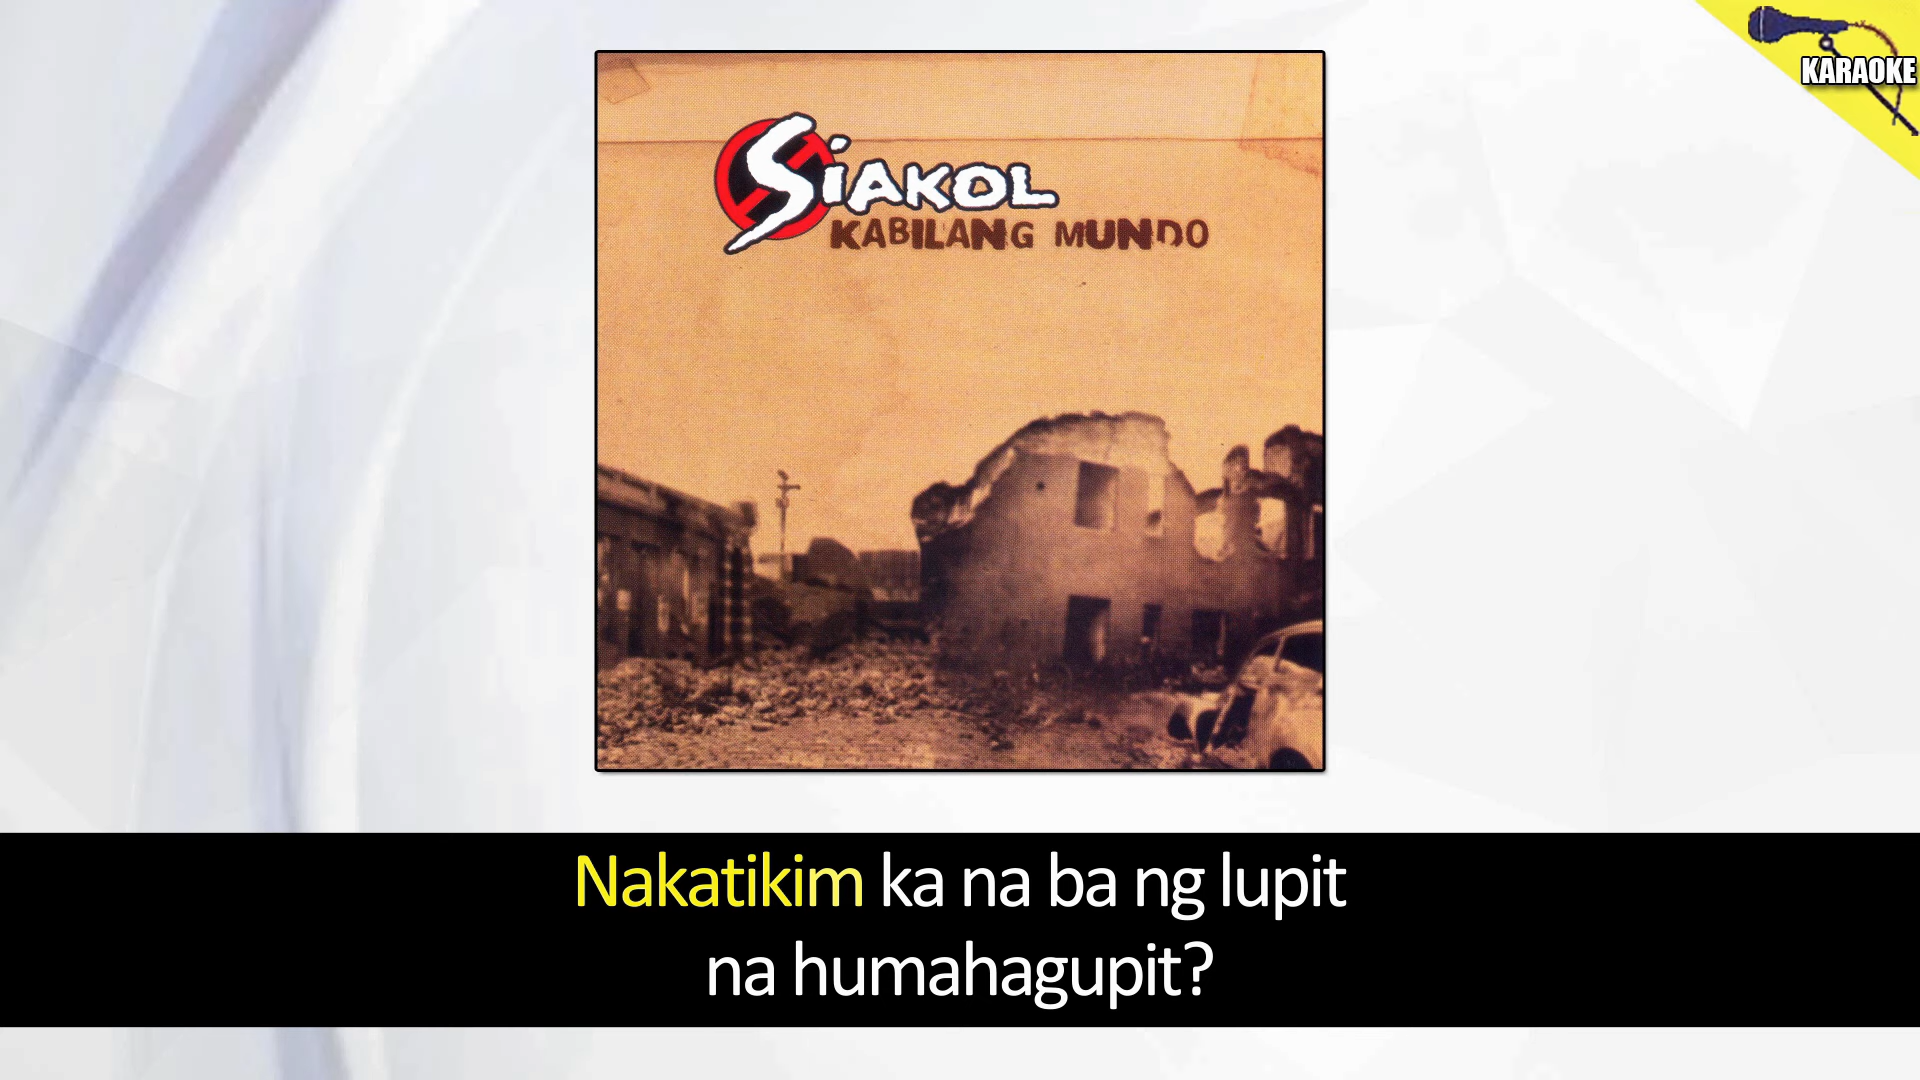 KARAOKE
SIAKOL
KABILANG MUNDO
Nakatikim ka na ba ng lupit
na humahagupit?